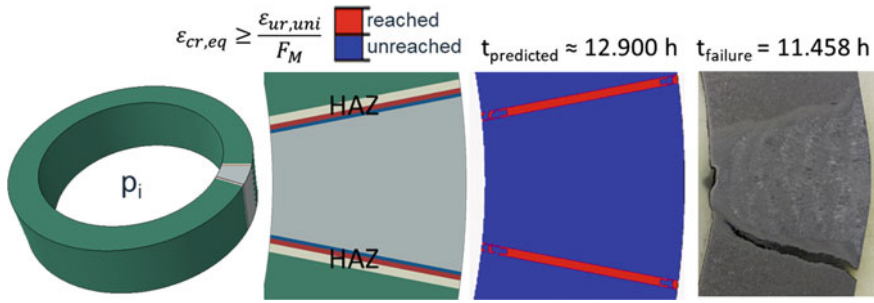 ε_cr,eq ≥ ε_ur,uni / F_M
reached
unreached
t_predicted ≈ 12.900 h
t_failure = 11.458 h
p_i
HAZ
HAZ